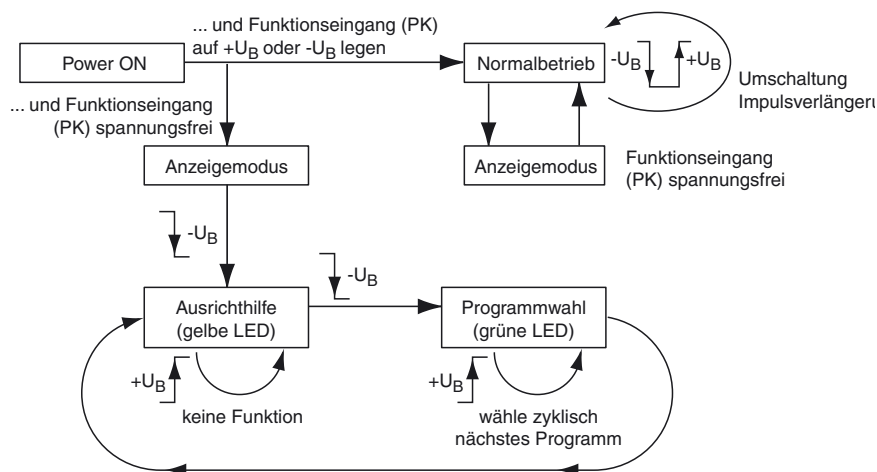 ... und Funktionseingang (PK)
auf +UB oder -UB legen
Power ON
Normalbetrieb
-UB
+UB
Umschaltung
Impulsverlängeru
... und Funktionseingang
(PK) spannungsfrei
Anzeigemodus
Anzeigemodus
Funktionseingang
(PK) spannungsfrei
-UB
-UB
Ausrichthilfe
(gelbe LED)
Programmwahl
(grüne LED)
+UB
keine Funktion
+UB
wähle zyklisch
nächstes Programm